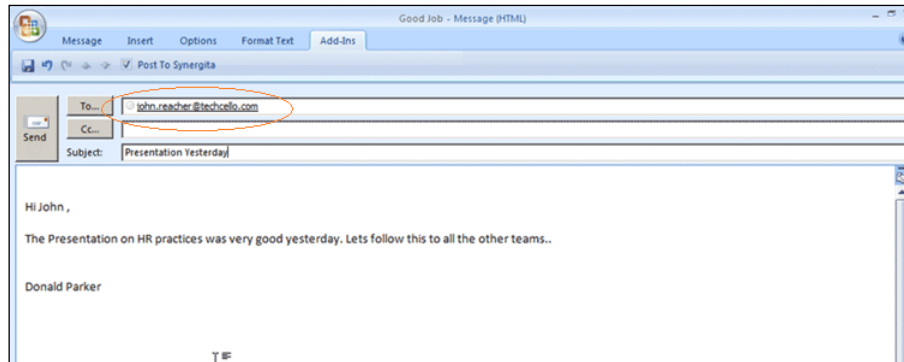 Good Job - Message (HTML)
Message Insert Options Format Text Add-Ins
Post To Synergita
To... john.reacher@techcello.com
Cc...
Send
Subject: Presentation Yesterday
Hi John ,
The Presentation on HR practices was very good yesterday. Lets follow this to all the other teams..
Donald Parker